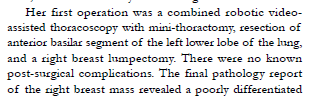 Her first operation was a combined robotic video-
assisted thoracoscopy with mini-thoractomy, resection of
anterior basilar segment of the left lower lobe of the lung,
and a right breast lumpectomy. There were no known
post-surgical complications. The final pathology report
of the right breast mass revealed a poorly differentiated